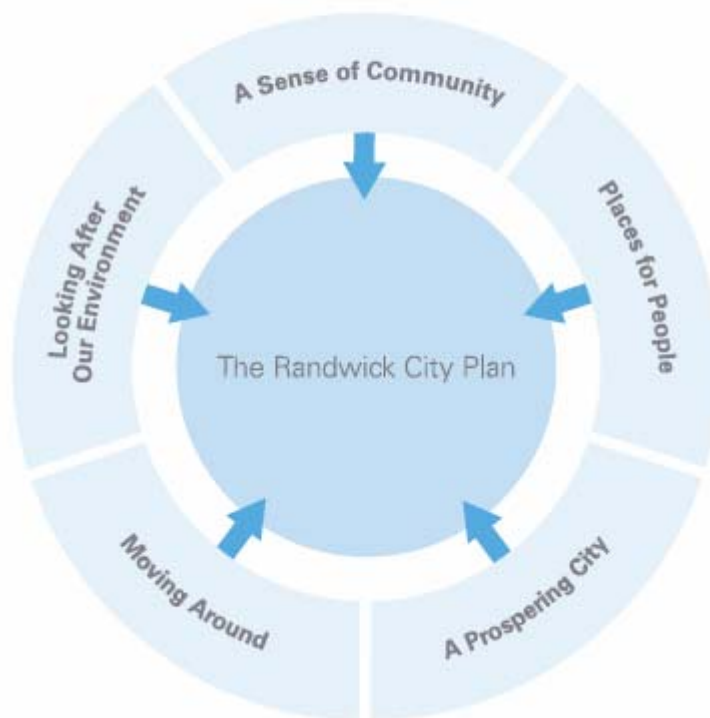 A Sense of Community
Places for People
A Prospering City
Moving Around
Looking After
Our Environment
The Randwick City Plan